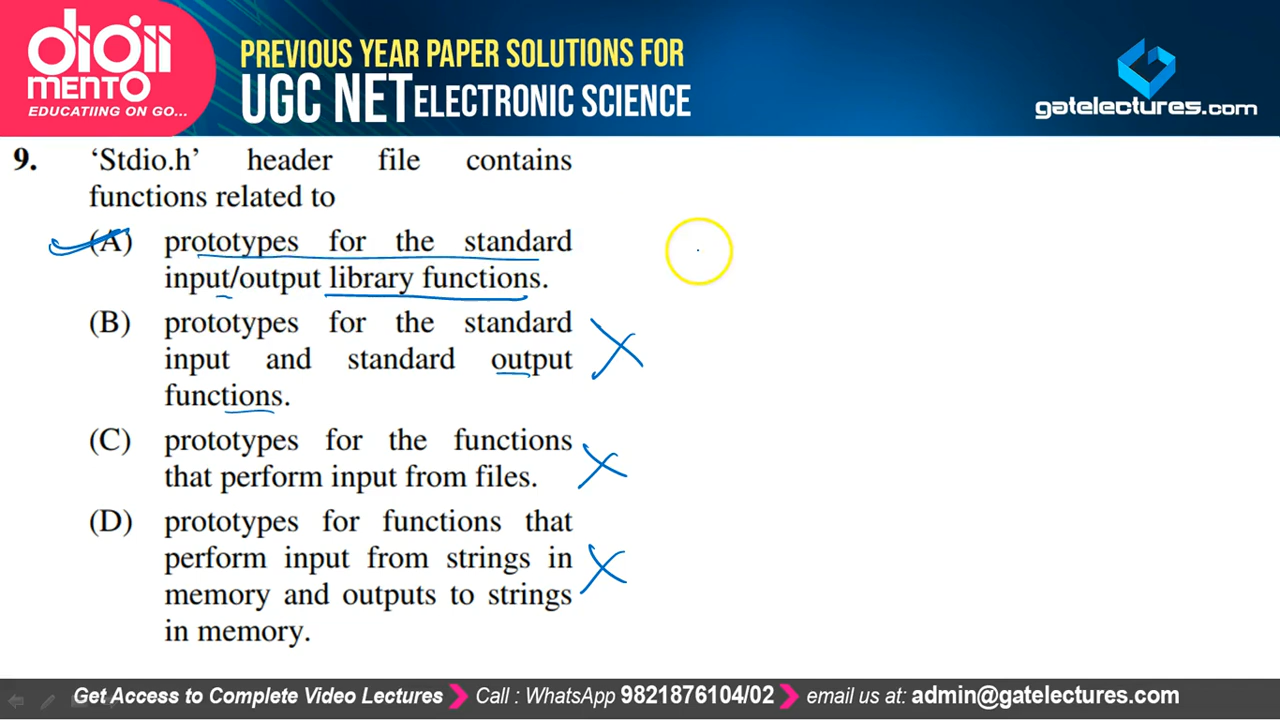 dioii
MENTO
EDUCATIING ON GO...
PREVIOUS YEAR PAPER SOLUTIONS FOR
UGC NET ELECTRONIC SCIENCE
gatelectures.com
9. ‘Stdio.h’ header file contains
functions related to
(A) prototypes for the standard
input/output library functions.
(B) prototypes for the standard
input and standard output
functions.
(C) prototypes for the functions
that perform input from files.
(D) prototypes for functions that
perform input from strings in
memory and outputs to strings
in memory.
Get Access to Complete Video Lectures Call : WhatsApp 9821876104/02 email us at: admin@gatelectures.com